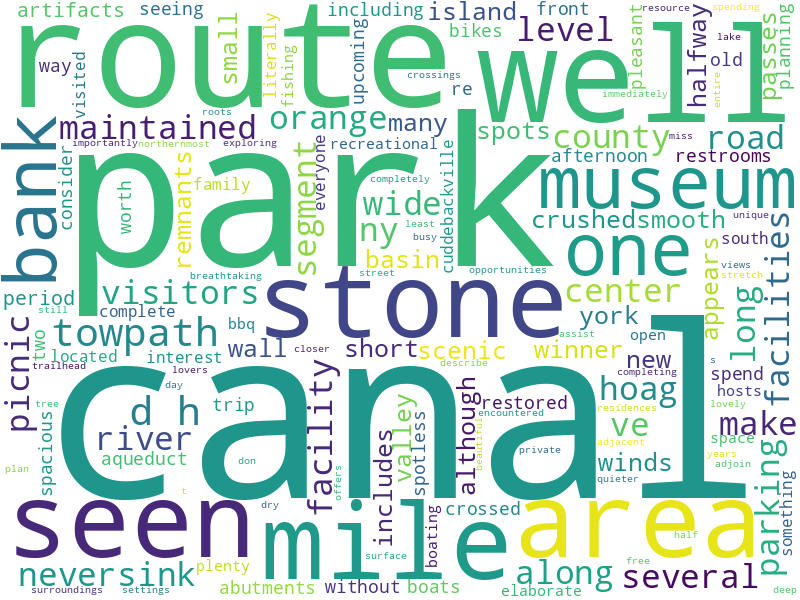 artifacts seeing including island front resource spending
route well
small literally fishing bikes upcoming level halfway pleasant passes planning
way visited re crossings old lake immediately entire
roots
bank maintained orange many spots county road
importantly northernmost exploring recreational afternoon restrooms miss
consider park segment everyone completely museum
worth remnants family wide least cuddebackville crushed smooth unique
ny busy one south
breathtaking street basin opportunities appears views facilities
period visitors stone center stretch
still complete bbq york long
two towpath wall short scenic winner open
located interest closer describe assist new
trailhead lovers spend s
picnic tree day canal restored hoag completing hosts lovely
d h trip facility although encountered residences make
river ve adjacent space years
spacious aqueduct don valley spotless beautiful private winds quieter adjoin
plan t offers includes parking something
seen dry mile boating crossed area half
neversink plenty surface without boats along free several
surroundings settings abutments elaborate deep